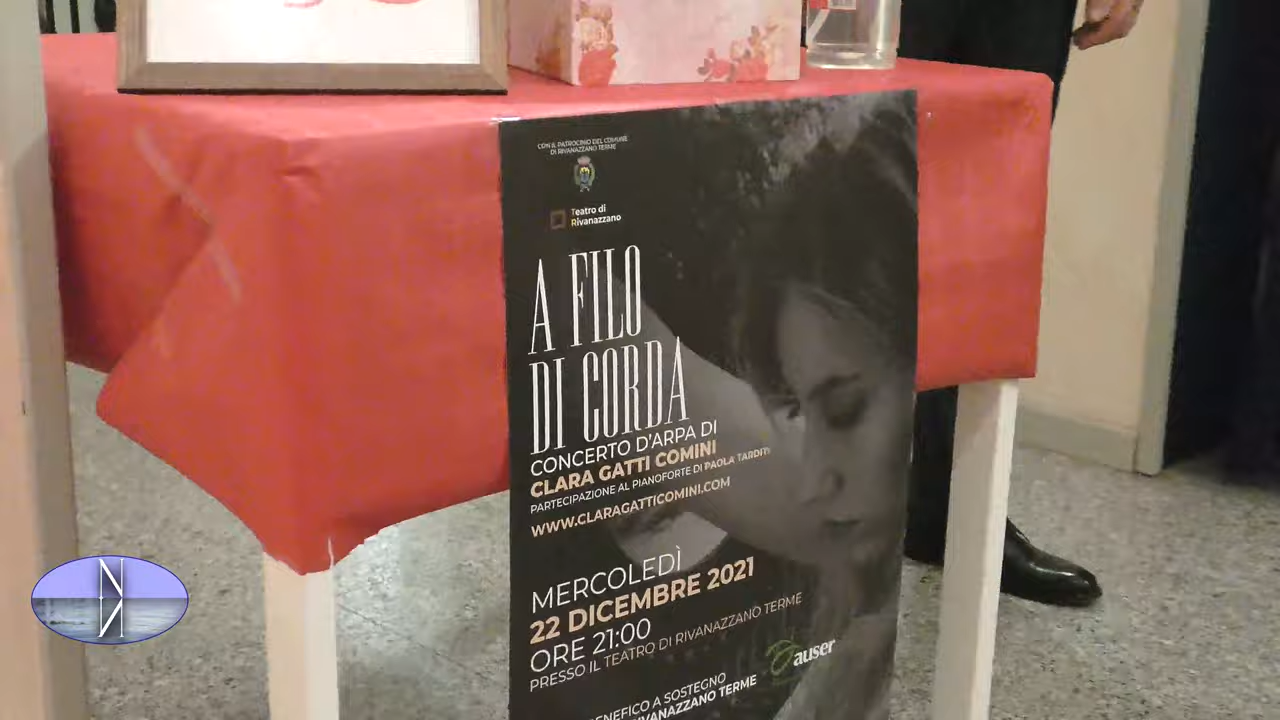 CON IL PATROCINIO DEL COMUNE
DI RIVANAZZANO TERME
Teatro di
Rivanazzano
A FILO
DI CORDA
CONCERTO D'ARPA DI
CLARA GATTI COMINI
PARTECIPAZIONE AL PIANOFORTE DI PAOLA TARDITI
WWW.CLARAGATTICOMINI.COM
MERCOLEDÌ
22 DICEMBRE 2021
ORE 21:00
PRESSO IL TEATRO DI RIVANAZZANO TERME
auser
BENEFICO A SOSTEGNO
RIVANAZZANO TERME